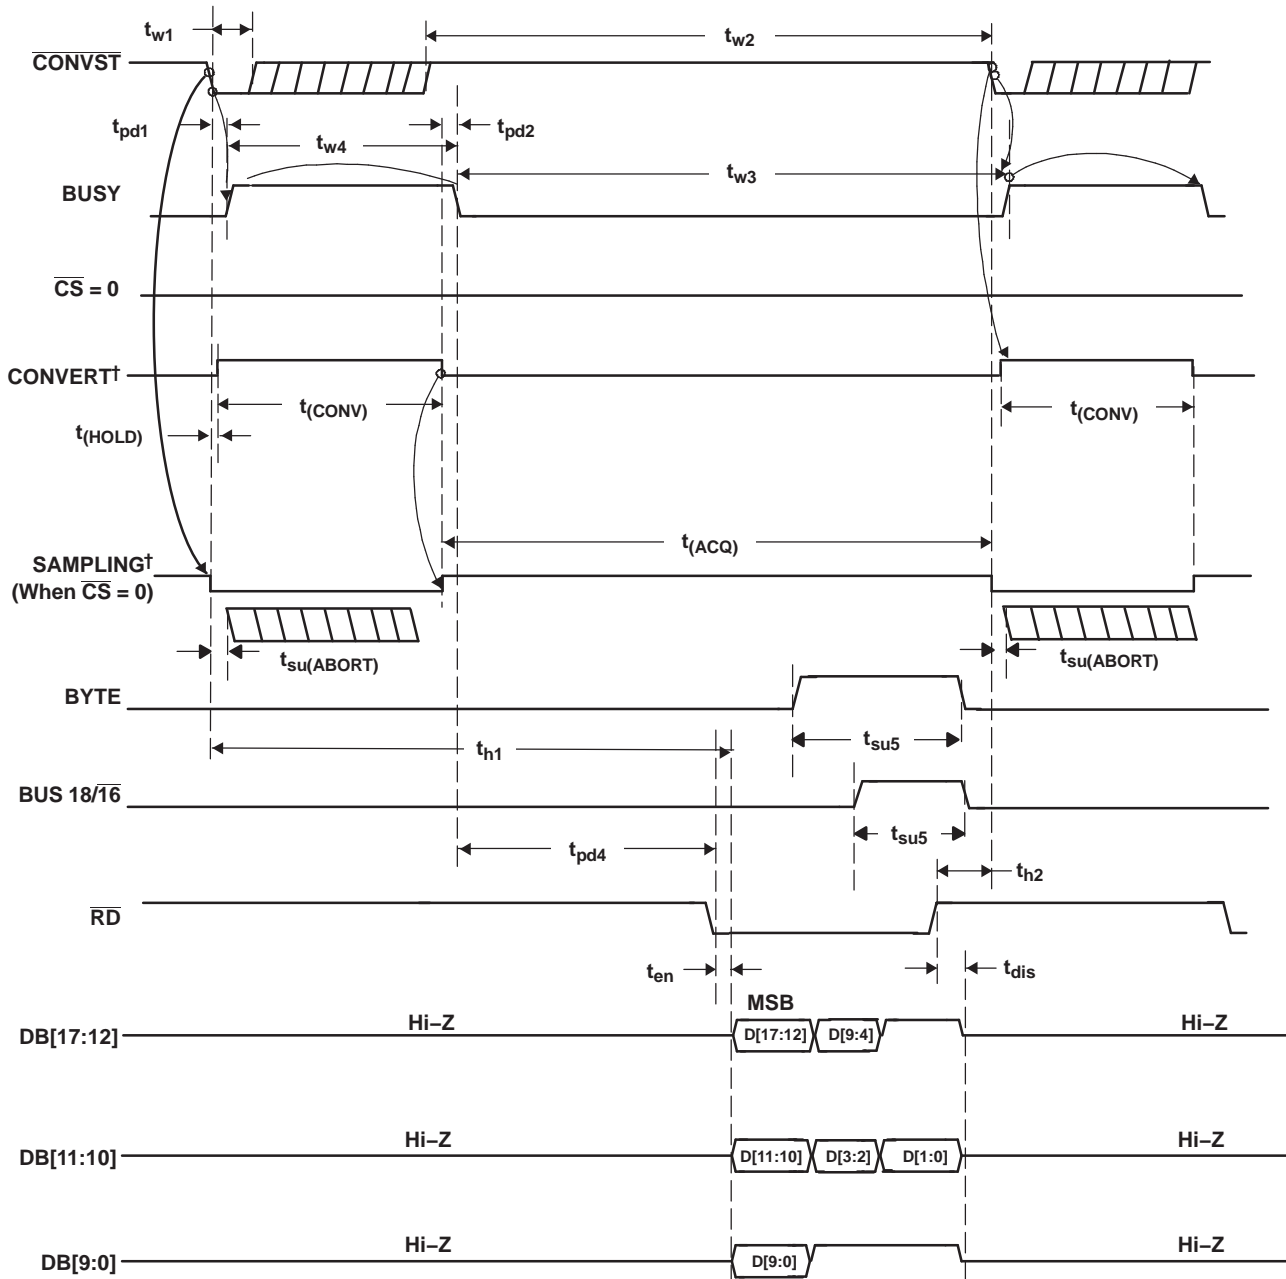 tw1
tw2
CONVST
tpd1
tw4
tpd2
tw3
BUSY
CS = 0
CONVERT†
t(CONV)
t(CONV)
t(HOLD)
t(ACQ)
SAMPLING†
(When CS = 0)
tsu(ABORT)
tsu(ABORT)
BYTE
th1
tsu5
BUS 18/16
tsu5
tpd4
th2
RD
ten
tdis
MSB
DB[17:12]
Hi–Z
D[17:12]
D[9:4]
Hi–Z
DB[11:10]
Hi–Z
D[11:10]
D[3:2]
D[1:0]
Hi–Z
DB[9:0]
Hi–Z
D[9:0]
Hi–Z